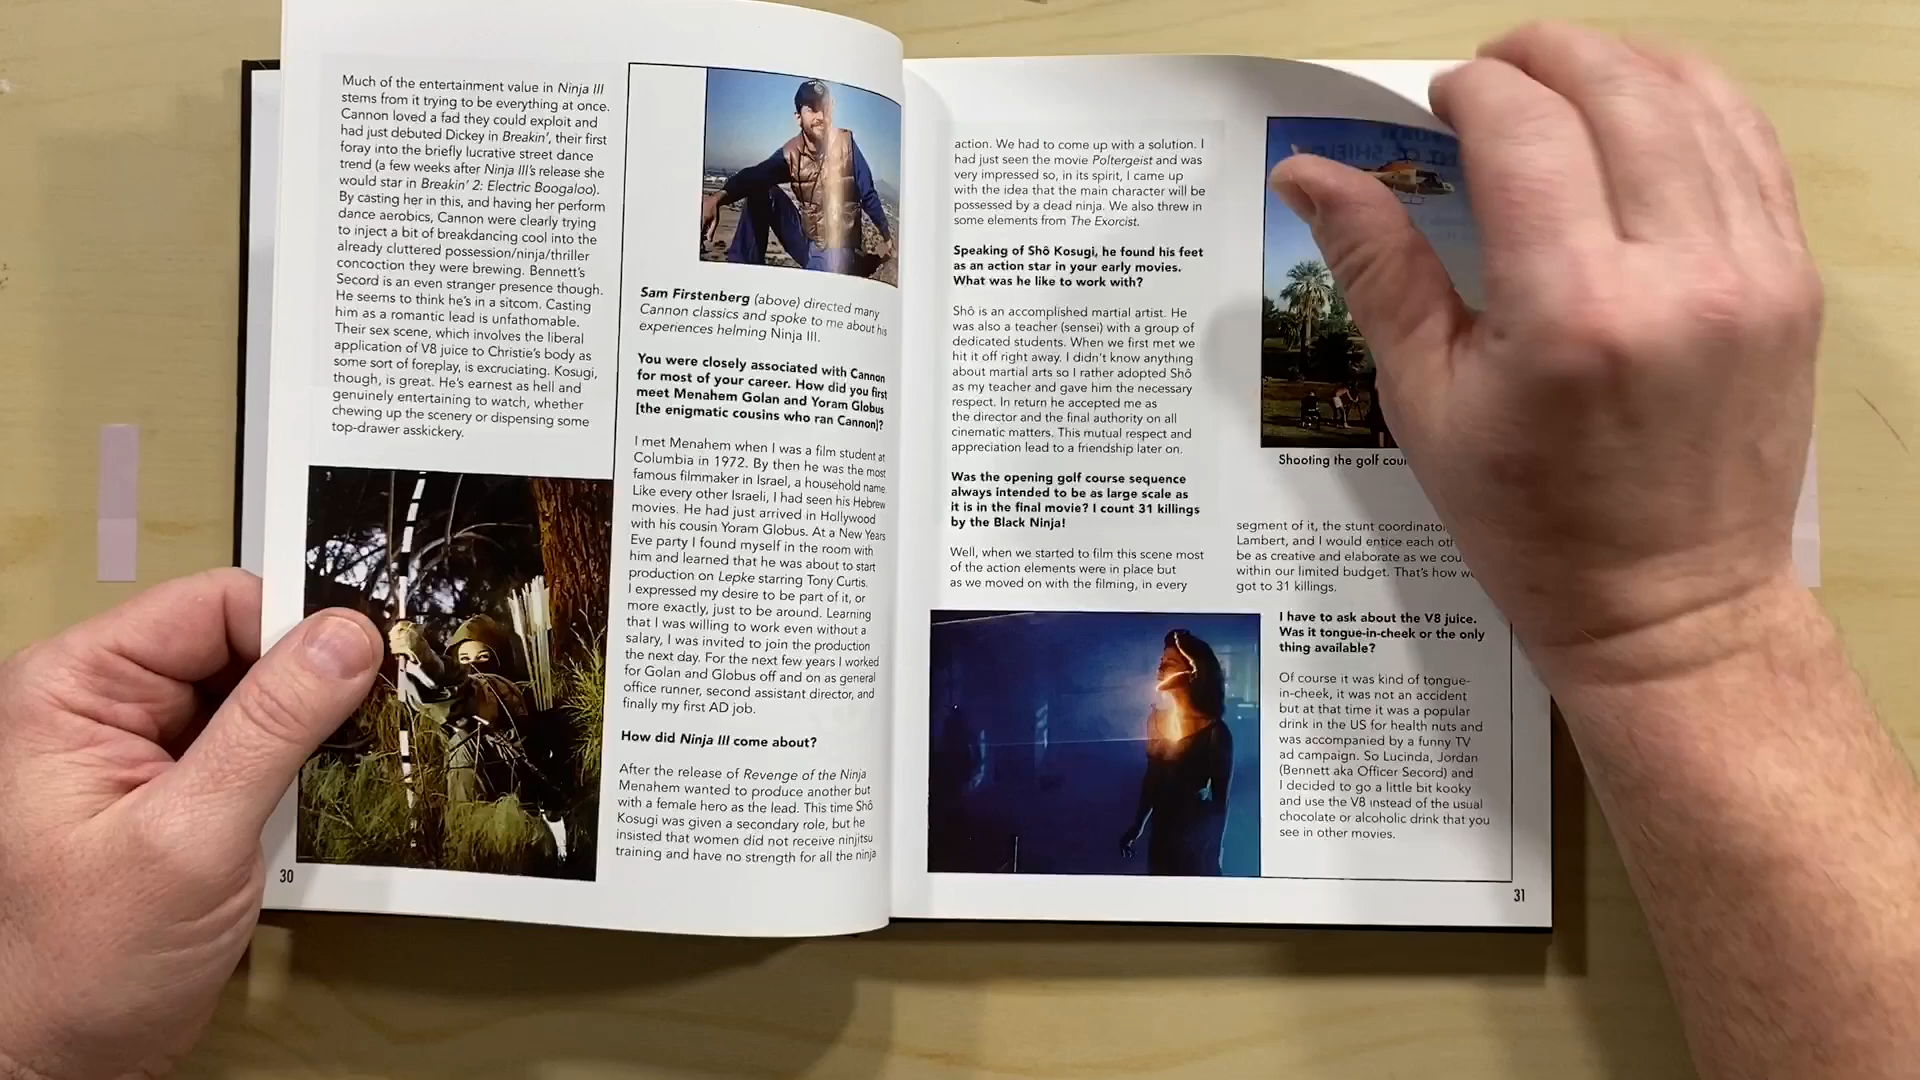 Much of the entertainment value in Ninja III
stems from it trying to be everything at once.
Cannon loved a fad they could exploit and
had just debuted Dickey in Breakin', their first
foray into the briefly lucrative street dance
trend (a few weeks after Ninja III's release she
would star in Breakin' 2: Electric Boogaloo).
By casting her in this, and having her perform
dance aerobics, Cannon were clearly trying
to inject a bit of breakdancing cool into the
already cluttered possession/ninja/thriller
concoction they were brewing. Bennett's
Secord is an even stranger presence though.
He seems to think he's in a sitcom. Casting
him as a romantic lead is unfathomable.
Their sex scene, which involves the liberal
application of V8 juice to Christie's body as
some sort of foreplay, is excruciating. Kosugi,
though, is great. He's earnest as hell and
genuinely entertaining to watch, whether
chewing up the scenery or dispensing some
top-drawer asskickery.
30
Sam Firstenberg (above) directed many
Cannon classics and spoke to me about his
experiences helming Ninja III.
You were closely associated with Cannon
for most of your career. How did you first
meet Menahem Golan and Yoram Globus
[the enigmatic cousins who ran Cannon]?
I met Menahem when I was a film student at
Columbia in 1972. By then he was the most
famous filmmaker in Israel, a household name.
Like every other Israeli, I had seen his Hebrew
movies. He had just arrived in Hollywood
with his cousin Yoram Globus. At a New Years
Eve party I found myself in the room with
him and learned that he was about to start
production on Lepke starring Tony Curtis.
I expressed my desire to be part of it, or
more exactly, just to be around. Learning
that I was willing to work even without a
salary, I was invited to join the production
the next day. For the next few years I worked
for Golan and Globus off and on as general
office runner, second assistant director, and
finally my first AD job.
How did Ninja III come about?
After the release of Revenge of the Ninja
Menahem wanted to produce another but
with a female hero as the lead. This time Shô
Kosugi was given a secondary role, but he
insisted that women did not receive ninjitsu
training and have no strength for all the ninja
action. We had to come up with a solution. I
had just seen the movie Poltergeist and was
very impressed so, in its spirit, I came up
with the idea that the main character will be
possessed by a dead ninja. We also threw in
some elements from The Exorcist.
Speaking of Shô Kosugi, he found his feet
as an action star in your early movies.
What was he like to work with?
Shô is an accomplished martial artist. He
was also a teacher (sensei) with a group of
dedicated students. When we first met we
hit it off right away. I didn't know anything
about martial arts so I rather adopted Shô
as my teacher and gave him the necessary
respect. In return he accepted me as
the director and the final authority on all
cinematic matters. This mutual respect and
appreciation lead to a friendship later on.
Was the opening golf course sequence
always intended to be as large scale as
it is in the final movie? I count 31 killings
by the Black Ninja!
Well, when we started to film this scene most
of the action elements were in place but
as we moved on with the filming, in every
Shooting the golf
segment of it, the stunt
Lambert, and I would entice each
be as creative and elaborate as we
within our limited budget. That's how
got to 31 killings.
I have to ask about the V8 juice.
Was it tongue-in-cheek or the only
thing available?
Of course it was kind of tongue-
in-cheek, it was not an accident
but at that time it was a popular
drink in the US for health nuts and
was accompanied by a funny TV
ad campaign. So Lucinda, Jordan
(Bennett aka Officer Secord) and
I decided to go a little bit kooky
and use the V8 instead of the usual
chocolate or alcoholic drink that you
see in other movies.
31